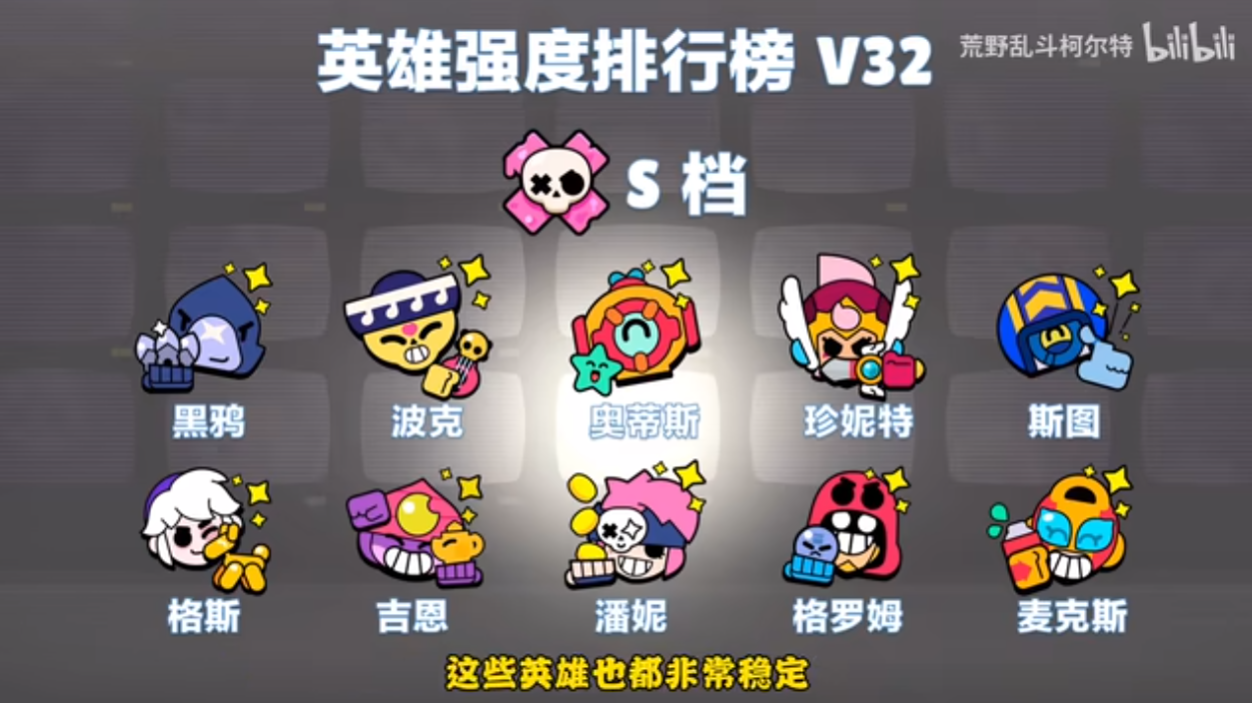 英雄强度排行榜 V32
荒野乱斗柯尔特 bilibili
S 档
黑鸦 波克 奥蒂斯 珍妮特 斯图
格斯 吉恩 潘妮 格罗姆 麦克斯
这些英雄也都非常稳定